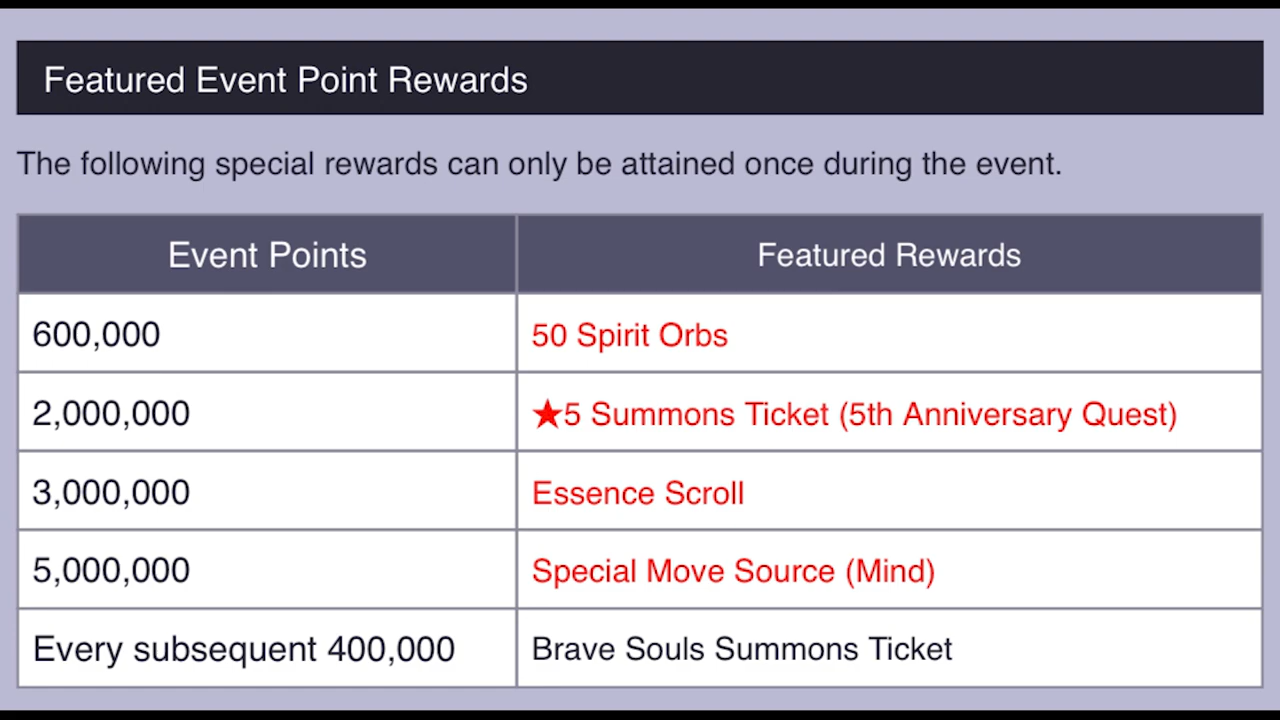 Featured Event Point Rewards
The following special rewards can only be attained once during the event.
Event Points Featured Rewards
600,000 50 Spirit Orbs
2,000,000 ★5 Summons Ticket (5th Anniversary Quest)
3,000,000 Essence Scroll
5,000,000 Special Move Source (Mind)
Every subsequent 400,000 Brave Souls Summons Ticket